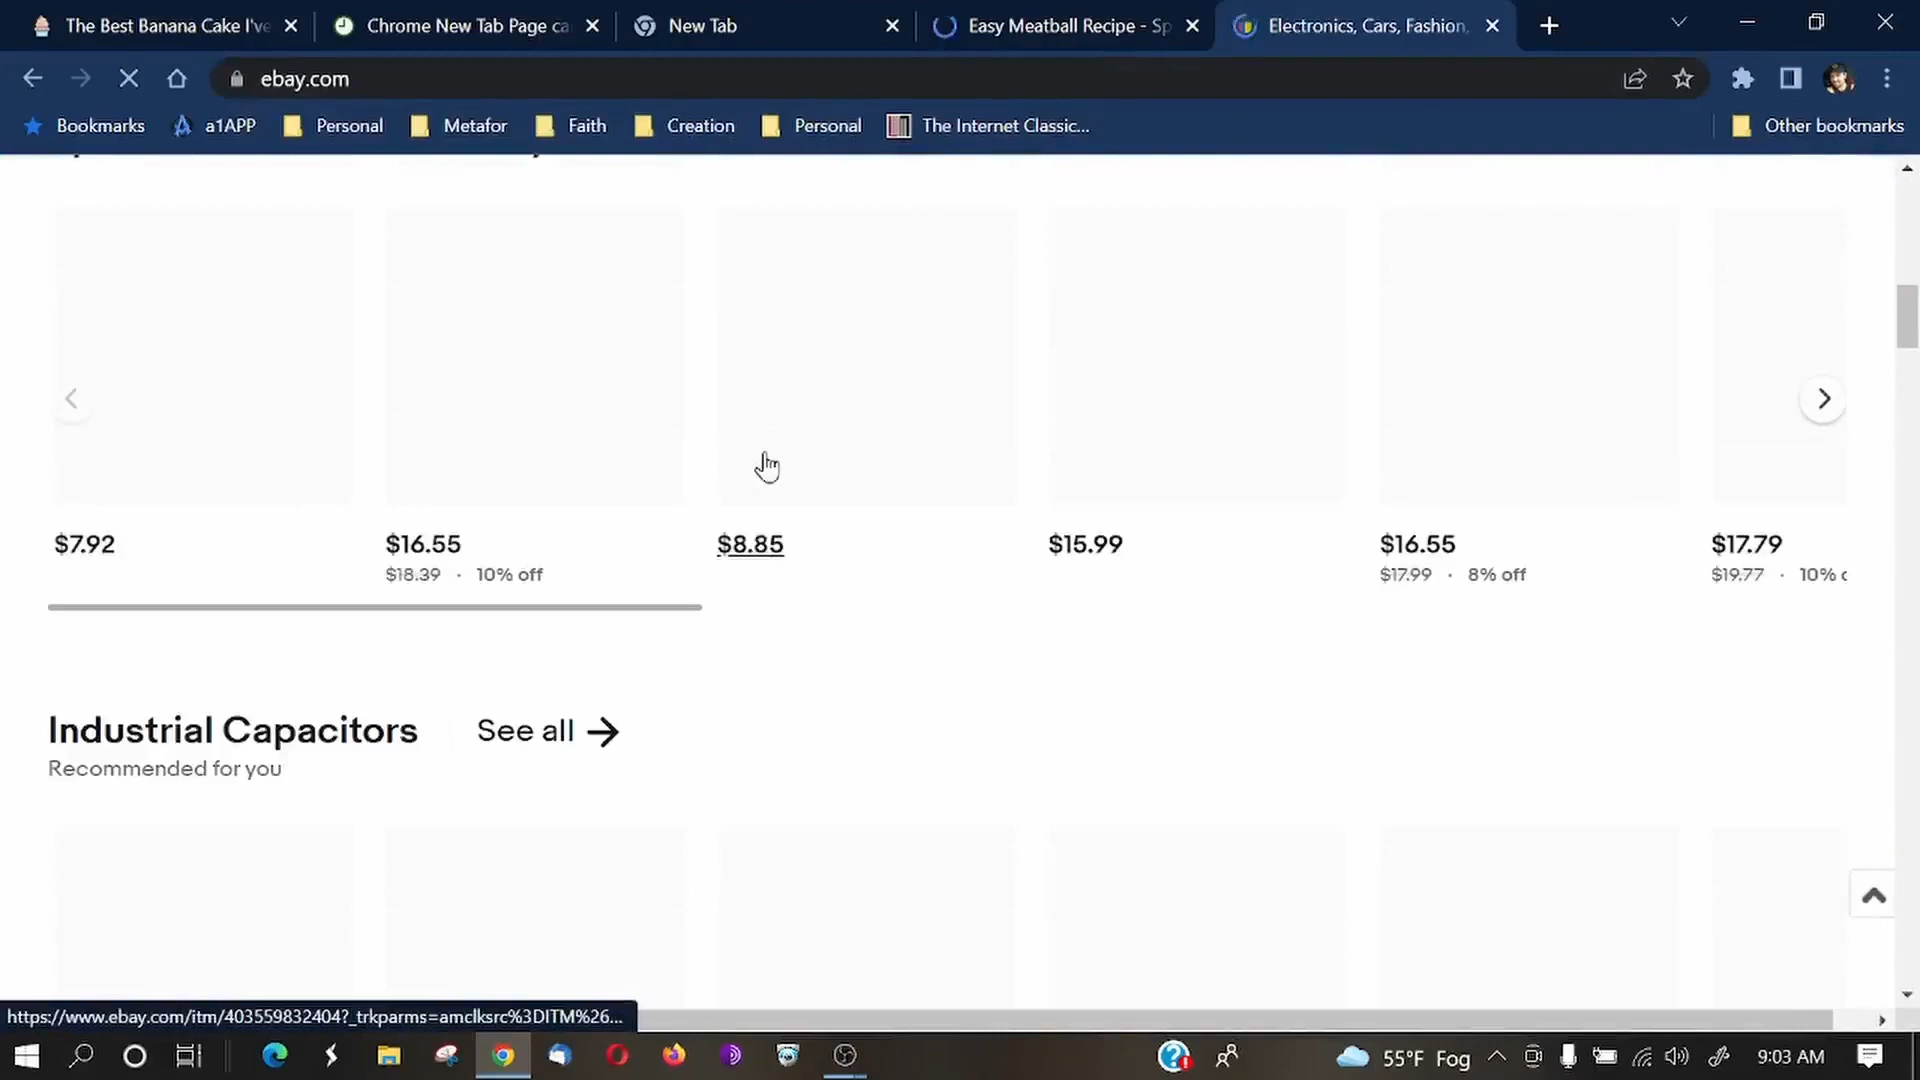 The Best Banana Cake I've
Chrome New Tab Page ca
New Tab
Easy Meatball Recipe - Sp
Electronics, Cars, Fashion,
ebay.com
Bookmarks
a1APP
Personal
Metafor
Faith
Creation
Personal
The Internet Classic...
Other bookmarks
$7.92
$16.55
$8.85
$15.99
$16.55
$17.79
$18.39 · 10% off
$17.99 · 8% off
$19.77 · 10%
Industrial Capacitors
See all
Recommended for you
https://www.ebay.com/itm/403559832404?_trkparms=amclksrc%3DITM%26...
55°F Fog
9:03 AM